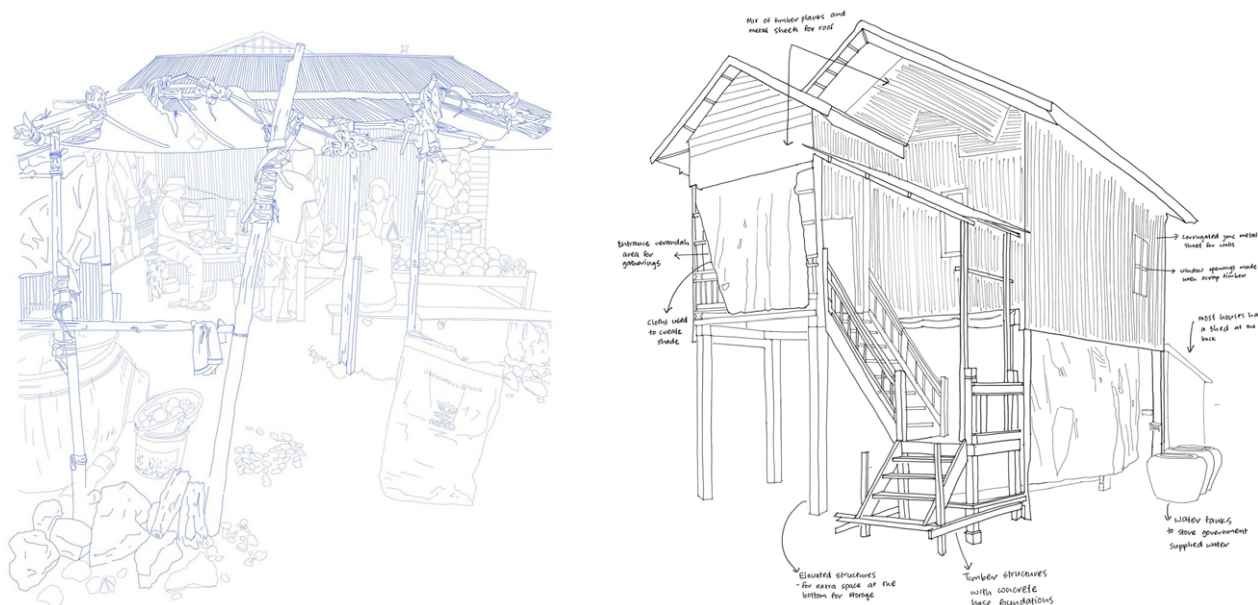 Mix of timber planks and
metal sheets for roof
Entrance verandah
area for
gatherings
Cloths used
to create
shade
Corrugated zinc metal
sheet for walls
window openings made
with scrap timber
most houses ha
a shed at the
back
Water tanks
to store government
supplied water
Elevated structures
- for extra space at the
bottom for storage
Timber structures
with concrete
base foundations